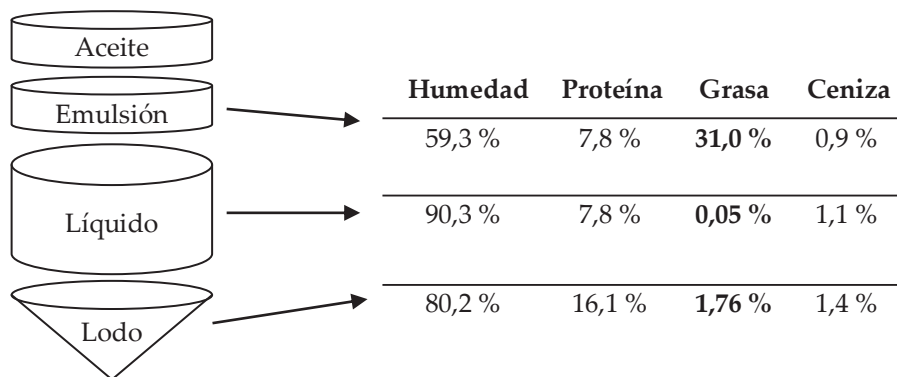 Aceite
Humedad Proteína Grasa Ceniza
Emulsión
59,3 % 7,8 % 31,0 % 0,9 %
Líquido
90,3 % 7,8 % 0,05 % 1,1 %
80,2 % 16,1 % 1,76 % 1,4 %
Lodo